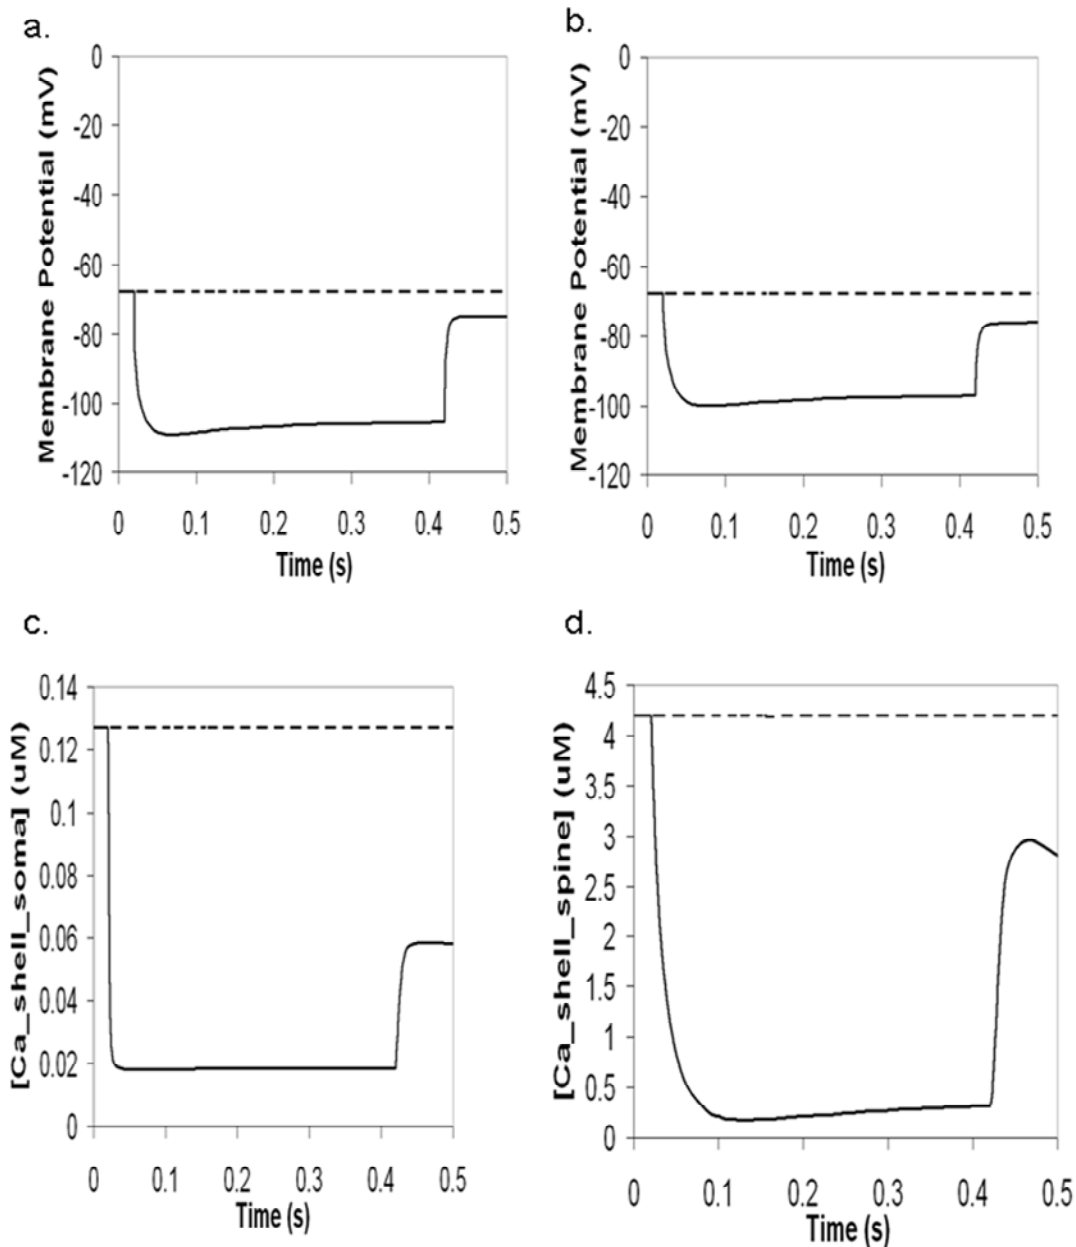 a.
Membrane Potential (mV)
0
-20
-40
-60
-80
-100
-120
0 0.1 0.2 0.3 0.4 0.5
Time (s)
b.
Membrane Potential (mV)
0
-20
-40
-60
-80
-100
-120
0 0.1 0.2 0.3 0.4 0.5
Time (s)
c.
[Ca_shell_soma] (uM)
0.14
0.12
0.1
0.08
0.06
0.04
0.02
0
0 0.1 0.2 0.3 0.4 0.5
Time (s)
d.
[Ca_shell_spine] (uM)
4.5
4
3.5
3
2.5
2
1.5
1
0.5
0
0 0.1 0.2 0.3 0.4 0.5
Time (s)